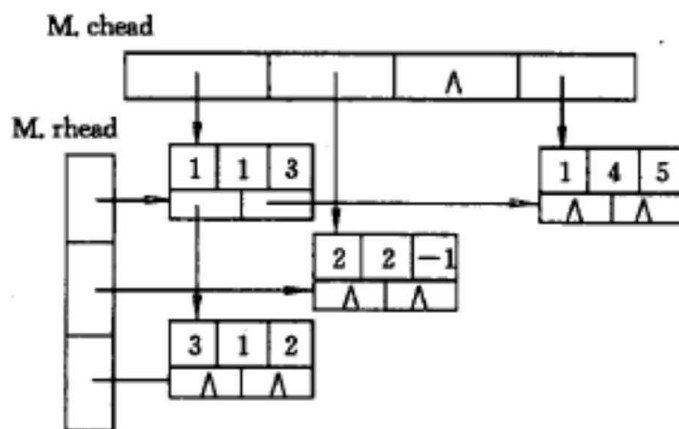 M. chead
∧
M. rhead
1 1 3
1 4 5
∧ ∧
2 2 -1
∧ ∧
3 1 2
∧ ∧